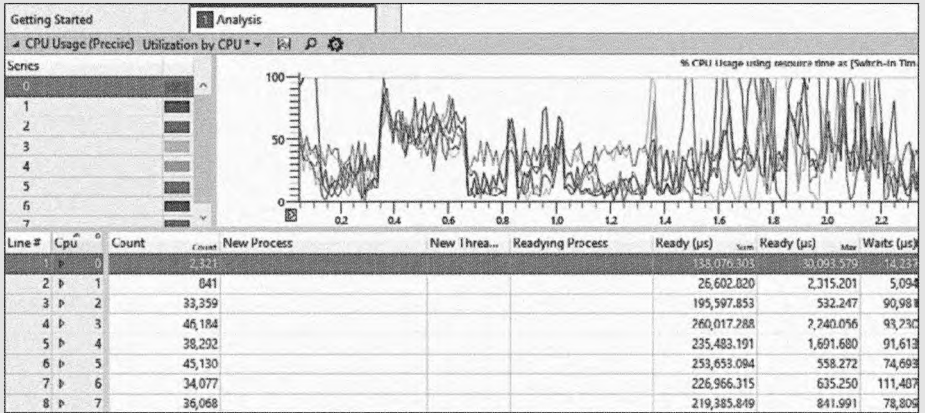 Getting Started
1 Analysis
CPU Usage (Precise) Utilization by CPU *
Series
% CPU Usage using resource time as [Switch-In Tim
0
1
2
3
4
5
6
7
100
50
0
0.2 0.4 0.6 0.8 1.0 1.2 1.4 1.6 1.8 2.0 2.2
Line # Cpu Count Count New Process New Threa... Readying Process Ready (µs) Sum Ready (µs) Max Waits (µs)
1 0 2,321 138,076.303 30,093.579 14,237
2 1 841 26,602.820 2,315.201 5,094
3 2 33,359 195,597.853 532.247 90,981
4 3 46,184 260,017.288 2,240.056 93,230
5 4 38,292 235,483.191 1,691.680 91,613
6 5 45,130 253,653.094 558.272 74,693
7 6 34,077 226,966.315 635.250 111,487
8 7 36,068 219,385.849 841.991 78,809